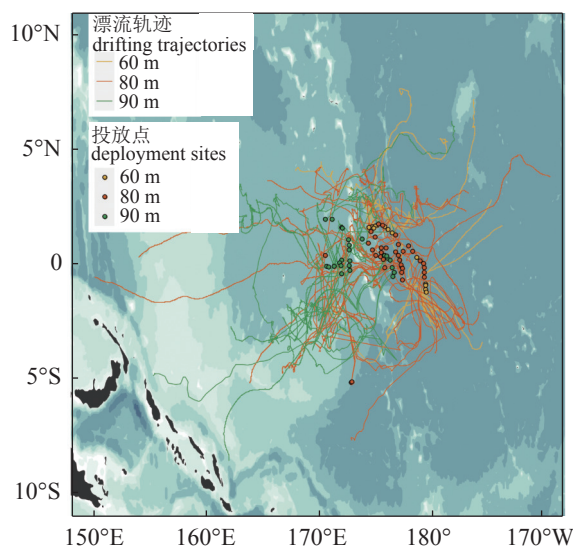 漂流轨迹
drifting trajectories
60 m
80 m
90 m
投放点
deployment sites
60 m
80 m
90 m
10°N
5°N
0
5°S
10°S
150°E
160°E
170°E
180°
170°W